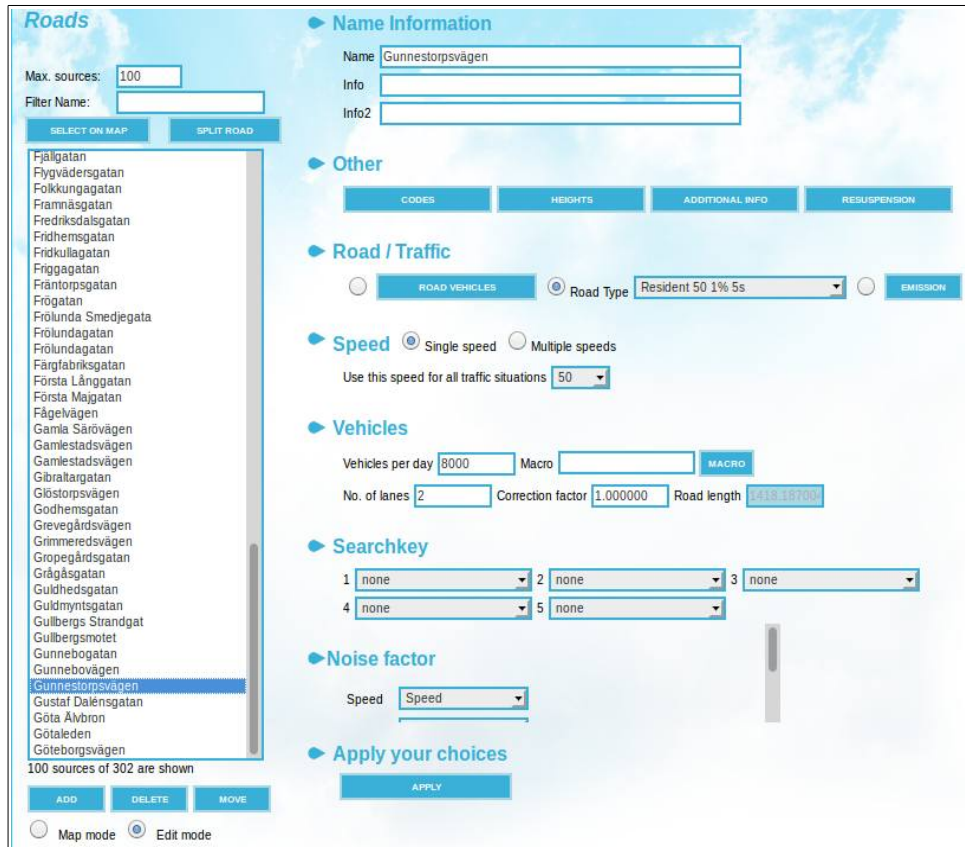 Roads
Max. sources: 100
Filter Name:
SELECT ON MAP SPLIT ROAD
Fjällgatan
Flygvädersgatan
Folkkungagatan
Framnäsgatan
Fredriksdalsgatan
Fridhemsgatan
Fridkullagatan
Friggagatan
Fräntorpsgatan
Frögatan
Frölunda Smedjegata
Frölundagatan
Frölundagatan
Färgfabriksgatan
Första Långgatan
Första Majgatan
Fågelvägen
Gamla Särövägen
Gamlestadsvägen
Gamlestadsvägen
Gibraltargatan
Glöstorpsvägen
Godhemsgatan
Grevegårdsvägen
Grimmeredsvägen
Gropegårdsgatan
Gråg​åsgatan
Guldhedsgatan
Guldmyntsgatan
Gullbergs Strandgat
Gullbergsmotet
Gunnebogatan
Gunnebovägen
Gunnestorpsvägen
Gustaf Dalénsgatan
Göta Älvbron
Götaleden
Göteborgsvägen
100 sources of 302 are shown
ADD DELETE MOVE
Map mode Edit mode
Name Information
Name Gunnestorpsvägen
Info
Info2
Other
CODES HEIGHTS ADDITIONAL INFO RESUSPENSION
Road / Traffic
ROAD VEHICLES Road Type Resident 50 1% 5s EMISSION
Speed Single speed Multiple speeds
Use this speed for all traffic situations 50
Vehicles
Vehicles per day 8000 Macro MACRO
No. of lanes 2 Correction factor 1.000000 Road length 1418.187004
Searchkey
1 none 2 none 3 none
4 none 5 none
Noise factor
Speed Speed
Apply your choices
APPLY